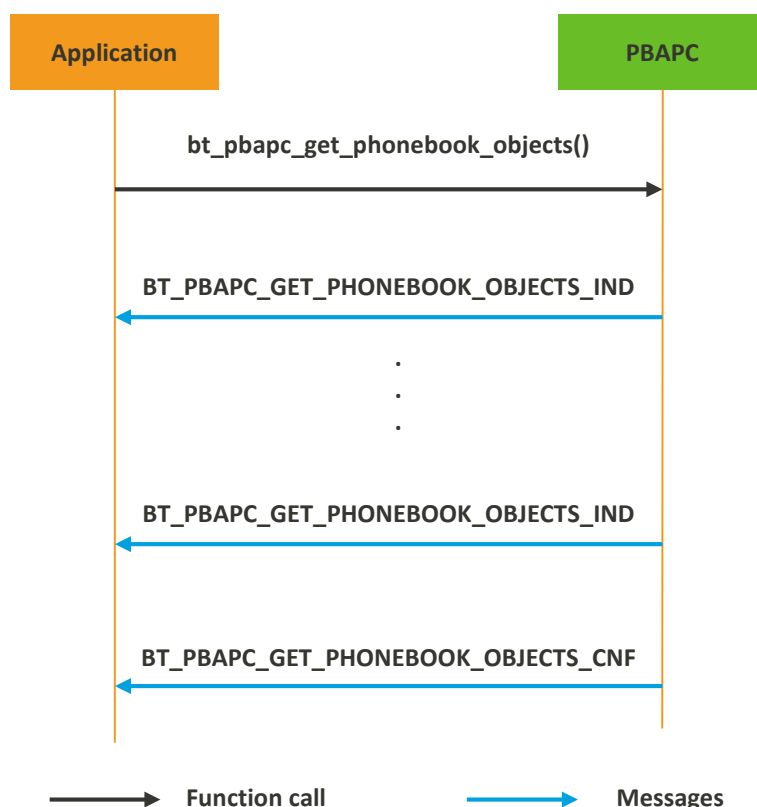 Application
PBAPC
bt_pbapc_get_phonebook_objects()
BT_PBAPC_GET_PHONEBOOK_OBJECTS_IND
.
.
.
BT_PBAPC_GET_PHONEBOOK_OBJECTS_IND
BT_PBAPC_GET_PHONEBOOK_OBJECTS_CNF
Function call
Messages